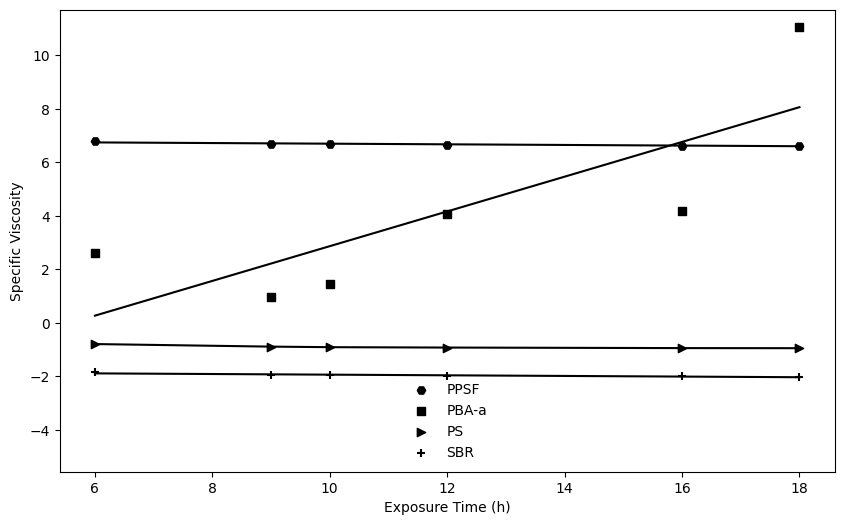 10
8
6
4
2
0
−2
−4
Specific Viscosity
PPSF
PBA-a
PS
SBR
6 8 10 12 14 16 18
Exposure Time (h)